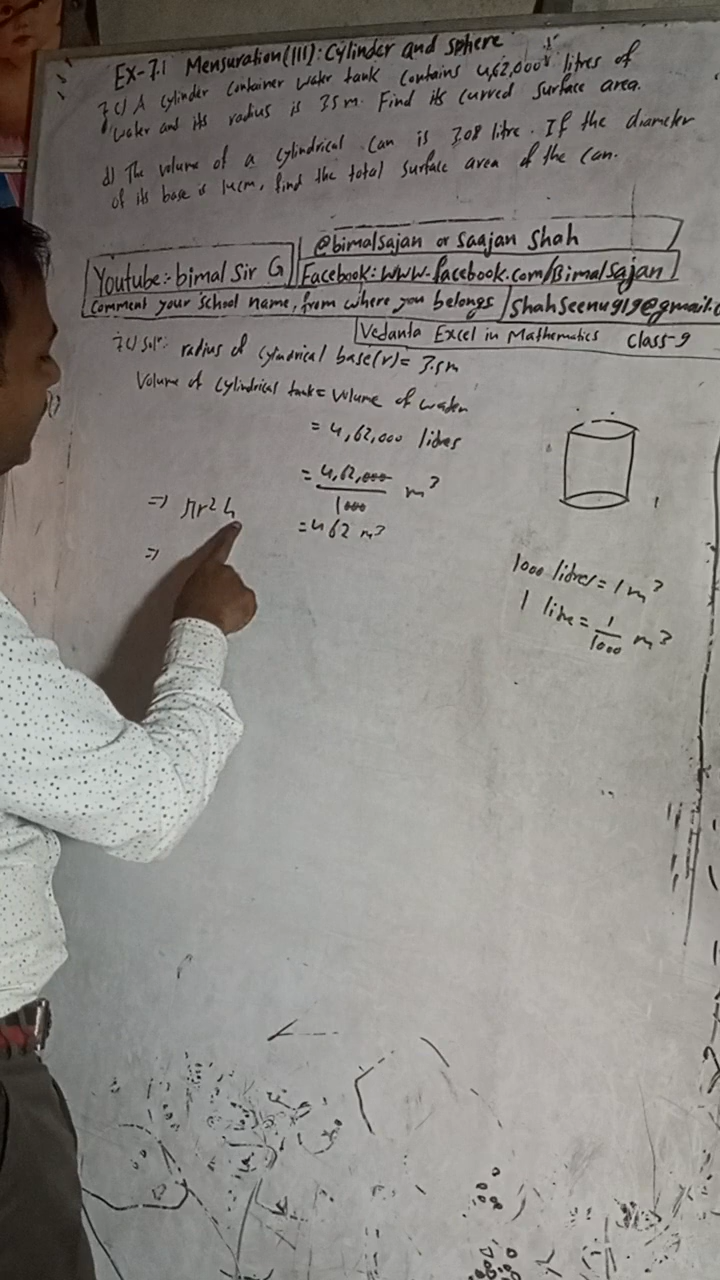 Ex-7.1 Mensuration(III): Cylinder and sphere
7 c) A cylinder container water tank contains 4,62,000 litres of
water and its radius is 3.5m. Find its curved surface area.
d) The volume of a cylindrical can is 3.08 litre. If the diameter
of its base is 14cm, find the total surface area of the can.
@bimalsajan or Saajan Shah
Youtube:- bimal Sir G
Facebook: WWW.facebook.com/Bimalsajan
Comment your school name, from where you belongs
Shahseenu919@gmail.c
Vedanta Excel in Mathematics Class-9
7 c) Solⁿ: radius of cylindrical base(r)= 3.5m
Volume of cylindrical tank= volume of water
= 4,62,000 litres
= 4,62,000/1000 m³
⇒ πr²h = 462 m³
⇒
1000 litres = 1 m³
1 litre = 1/1000 m³